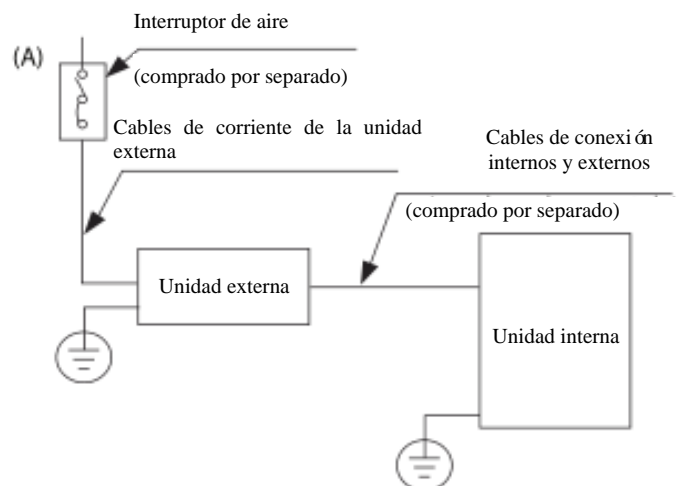 Interruptor de aire
(A)
(comprado por separado)
Cables de corriente de la unidad
externa
Cables de conexión
internos y externos
(comprado por separado)
Unidad externa
Unidad interna